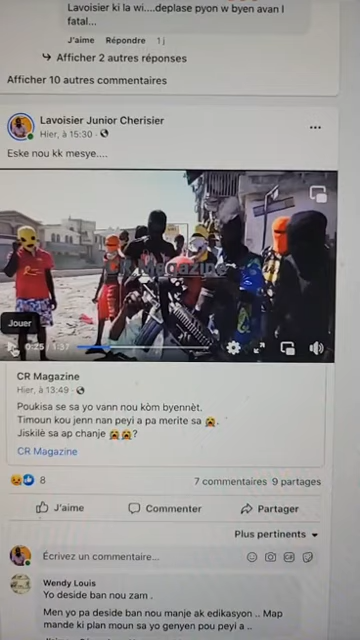 Lavoisier ki la wi....deplase pyon w byen avan l
fatal...
J'aime Répondre 1 j
Afficher 2 autres réponses
Afficher 10 autres commentaires
Lavoisier Junior Cherisier
Hier, à 15:30
Eske nou kk mesye....
Magazine
Jouer
0:25 / 1:37
CR Magazine
Hier, à 13:49
Poukisa se sa yo vann nou kòm byennèt.
Timoun kou jenn nan peyi a pa merite sa 😭.
Jiskilè sa ap chanje 😭😭?
CR Magazine
8
7 commentaires 9 partages
J'aime Commenter Partager
Plus pertinents
Écrivez un commentaire...
Wendy Louis
Yo deside ban nou zam .
Men yo pa deside ban nou manje ak edikasyon .. Map
mande ki plan moun sa yo genyen pou peyi a ..